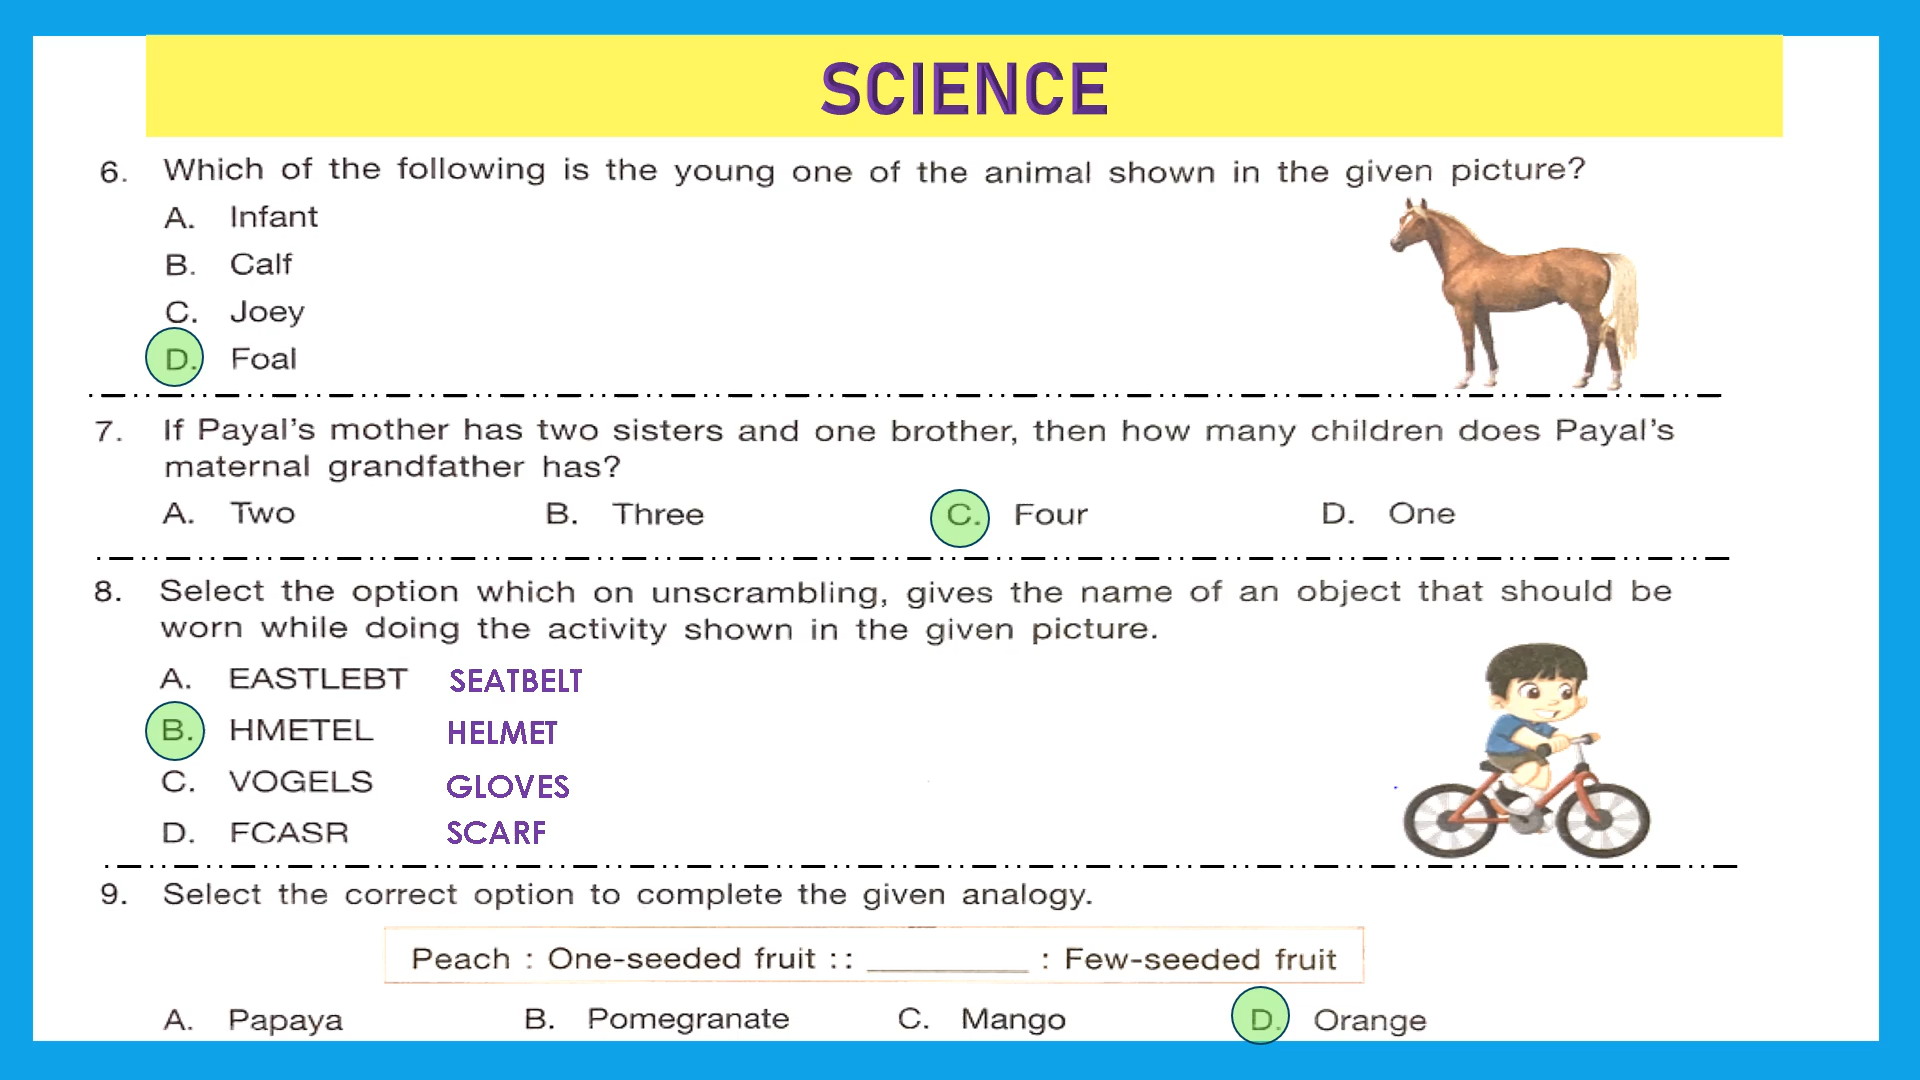 SCIENCE
6. Which of the following is the young one of the animal shown in the given picture?
A. Infant
B. Calf
C. Joey
D. Foal
7. If Payal's mother has two sisters and one brother, then how many children does Payal's
maternal grandfather has?
A. Two B. Three C. Four D. One
8. Select the option which on unscrambling, gives the name of an object that should be
worn while doing the activity shown in the given picture.
A. EASTLEBT SEATBELT
B. HMETEL HELMET
C. VOGELS GLOVES
D. FCASR SCARF
9. Select the correct option to complete the given analogy.
Peach : One-seeded fruit :: __________ : Few-seeded fruit
A. Papaya B. Pomegranate C. Mango D. Orange